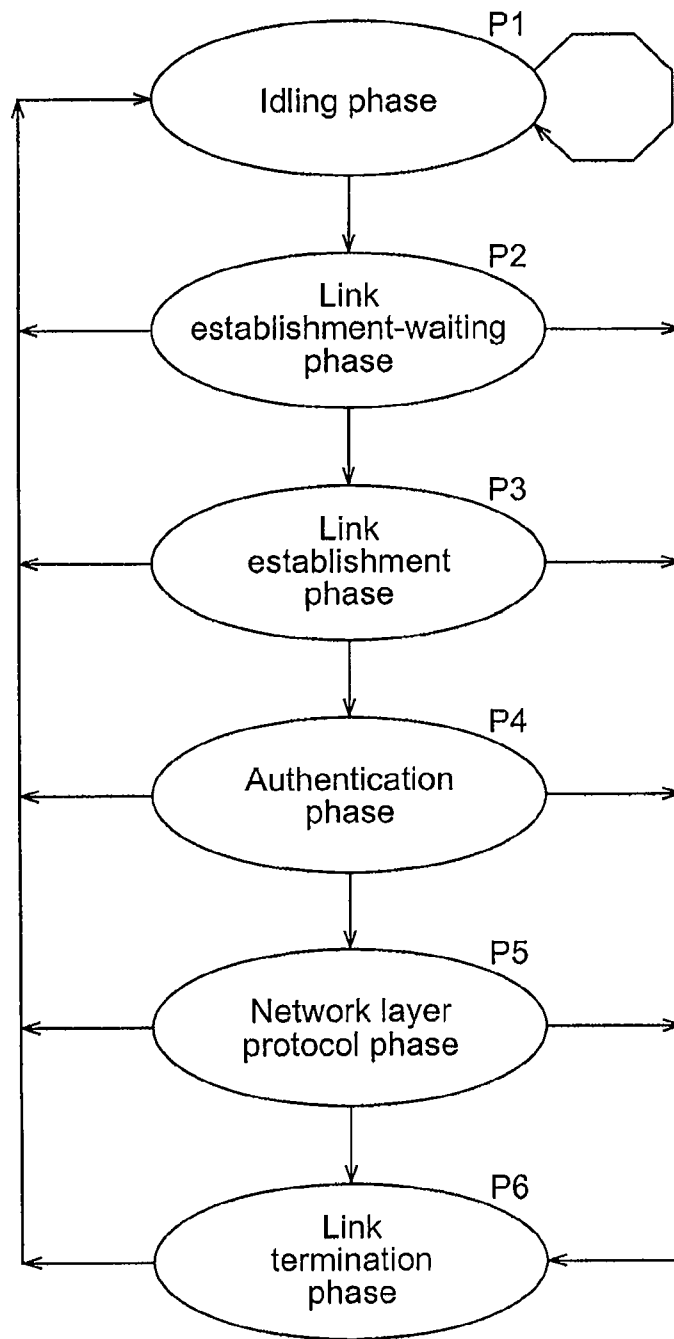 P1
Idling phase
P2
Link
establishment-waiting
phase
P3
Link
establishment
phase
P4
Authentication
phase
P5
Network layer
protocol phase
P6
Link
termination
phase